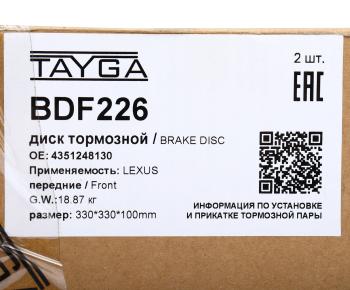 TAYGA
2 шт.
EAC
BDF226
диск тормозной / BRAKE DISC
OE: 4351248130
Применяемость: LEXUS
передние / Front
G.W.:18.87 кг
размер: 330*330*100mm
ИНФОРМАЦИЯ ПО УСТАНОВКЕ
И ПРИКАТКЕ ТОРМОЗНОЙ ПАРЫ